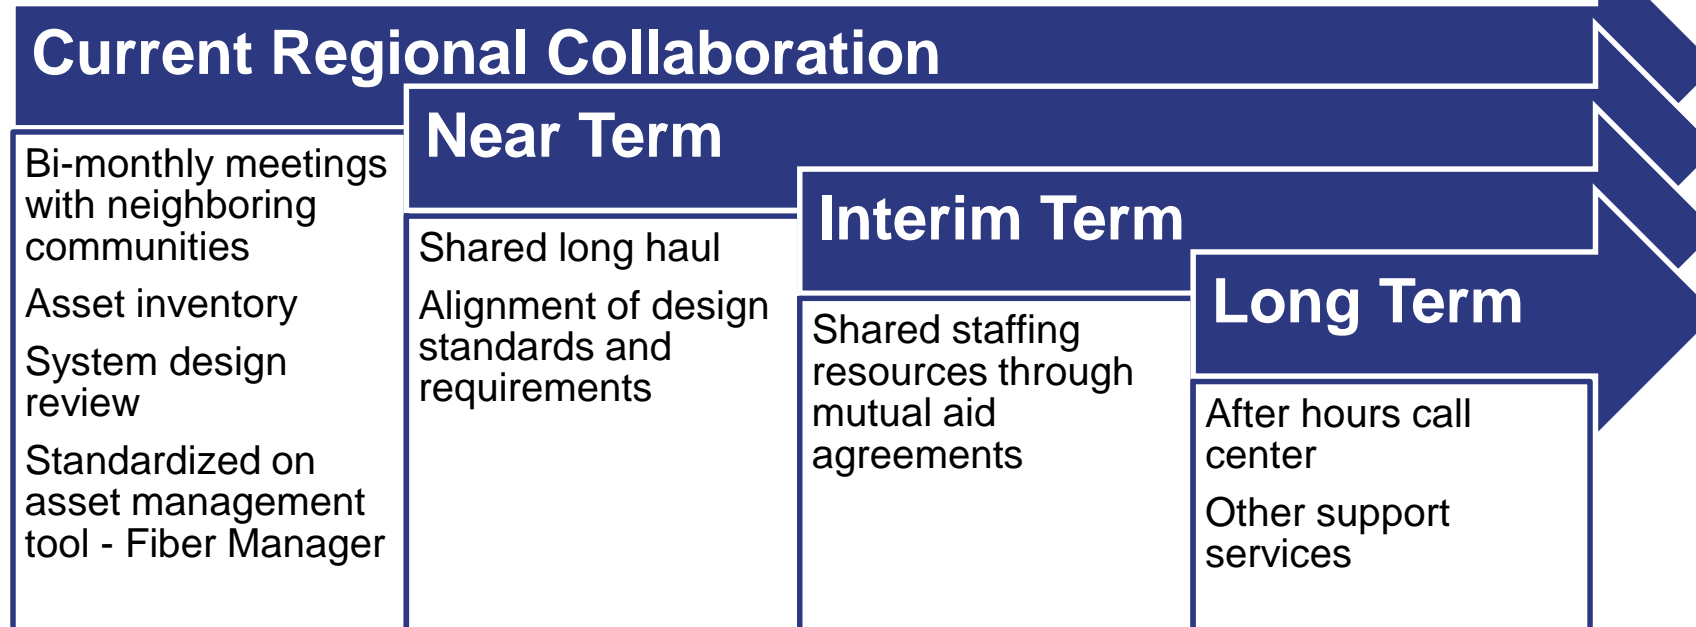 Current Regional Collaboration
Bi-monthly meetings
with neighboring
communities
Asset inventory
System design
review
Standardized on
asset management
tool - Fiber Manager
Near Term
Shared long haul
Alignment of design
standards and
requirements
Interim Term
Shared staffing
resources through
mutual aid
agreements
Long Term
After hours call
center
Other support
services